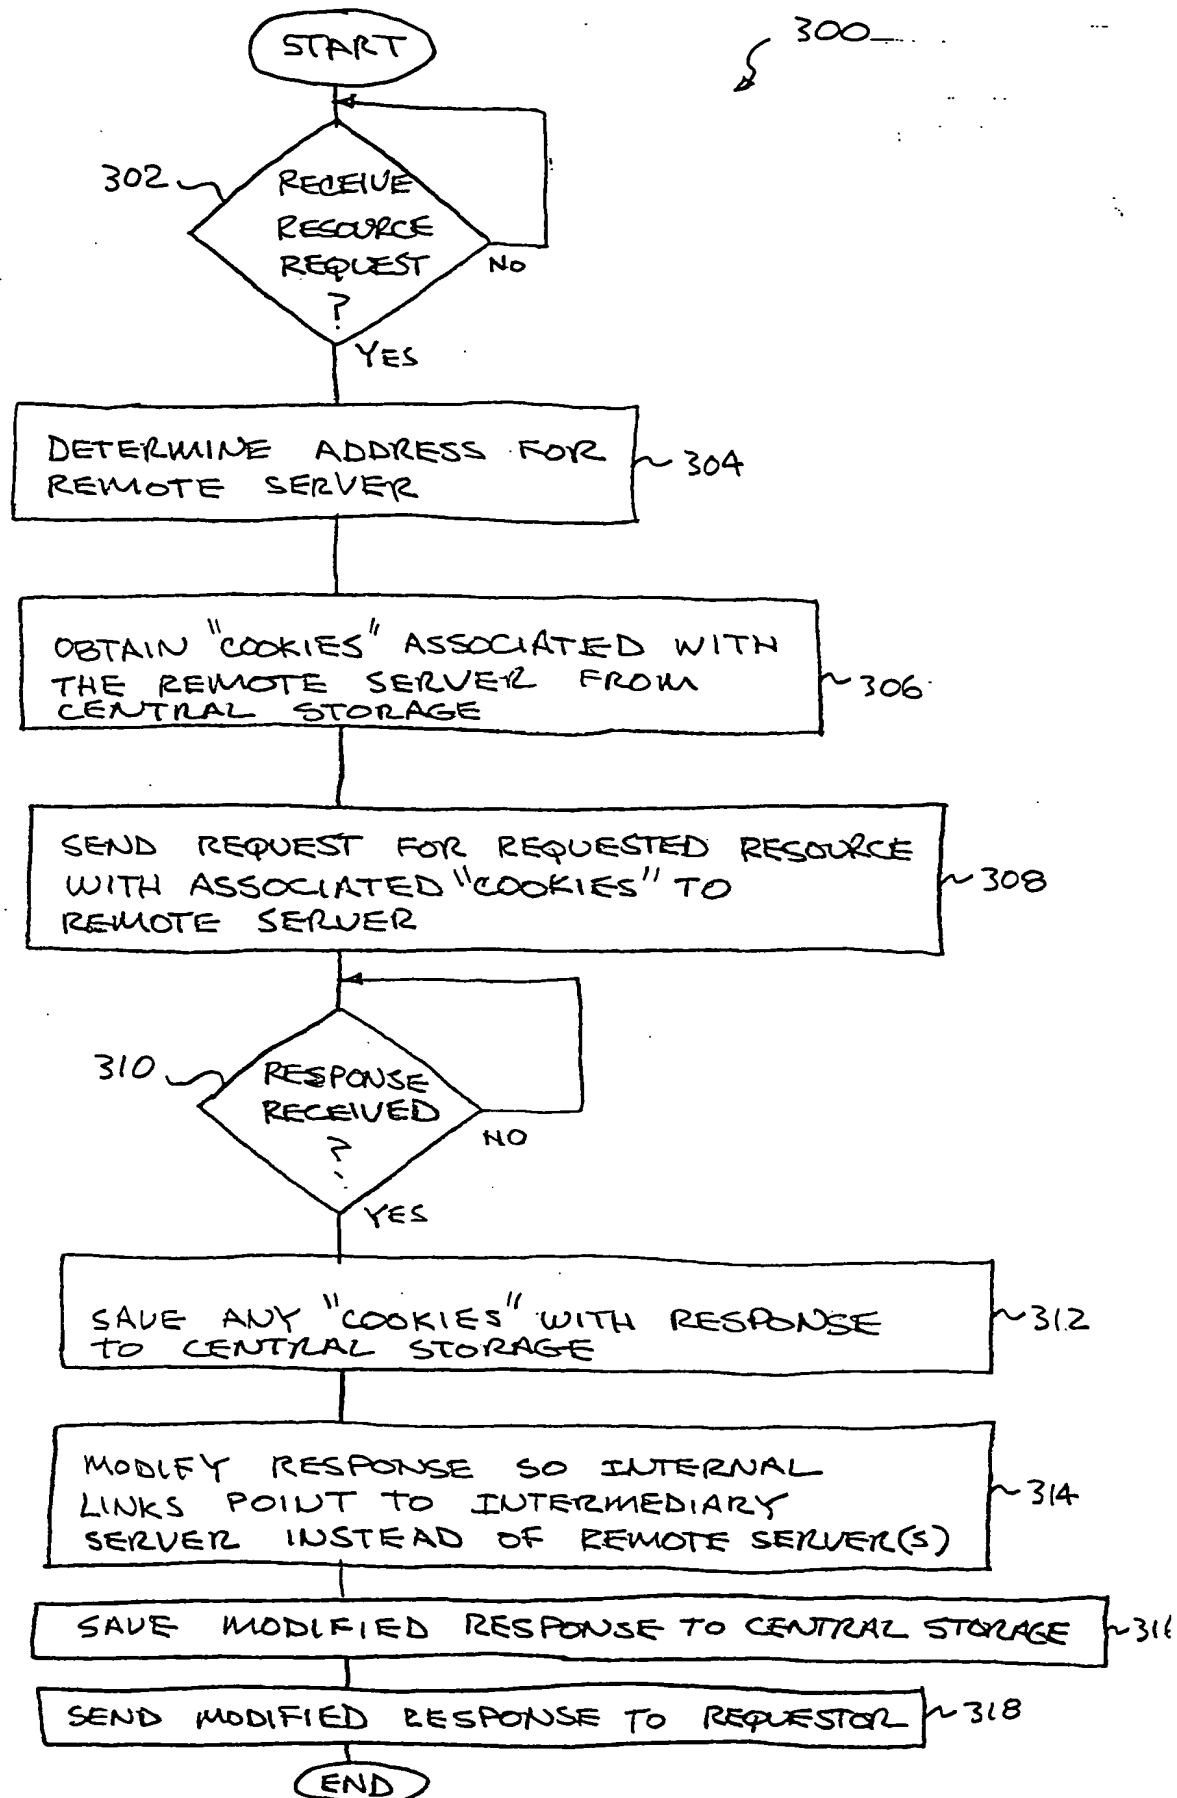 START
300
302
RECEIVE
RESOURCE
REQUEST
?
NO
YES
DETERMINE ADDRESS FOR
REMOTE SERVER
304
OBTAIN "COOKIES" ASSOCIATED WITH
THE REMOTE SERVER FROM
CENTRAL STORAGE
306
SEND REQUEST FOR REQUESTED RESOURCE
WITH ASSOCIATED "COOKIES" TO
REMOTE SERVER
308
310
RESPONSE
RECEIVED
?
NO
YES
SAVE ANY "COOKIES" WITH RESPONSE
TO CENTRAL STORAGE
312
MODIFY RESPONSE SO INTERNAL
LINKS POINT TO INTERMEDIARY
SERVER INSTEAD OF REMOTE SERVER(S)
314
SAVE MODIFIED RESPONSE TO CENTRAL STORAGE
SEND MODIFIED RESPONSE TO REQUESTOR
318
END